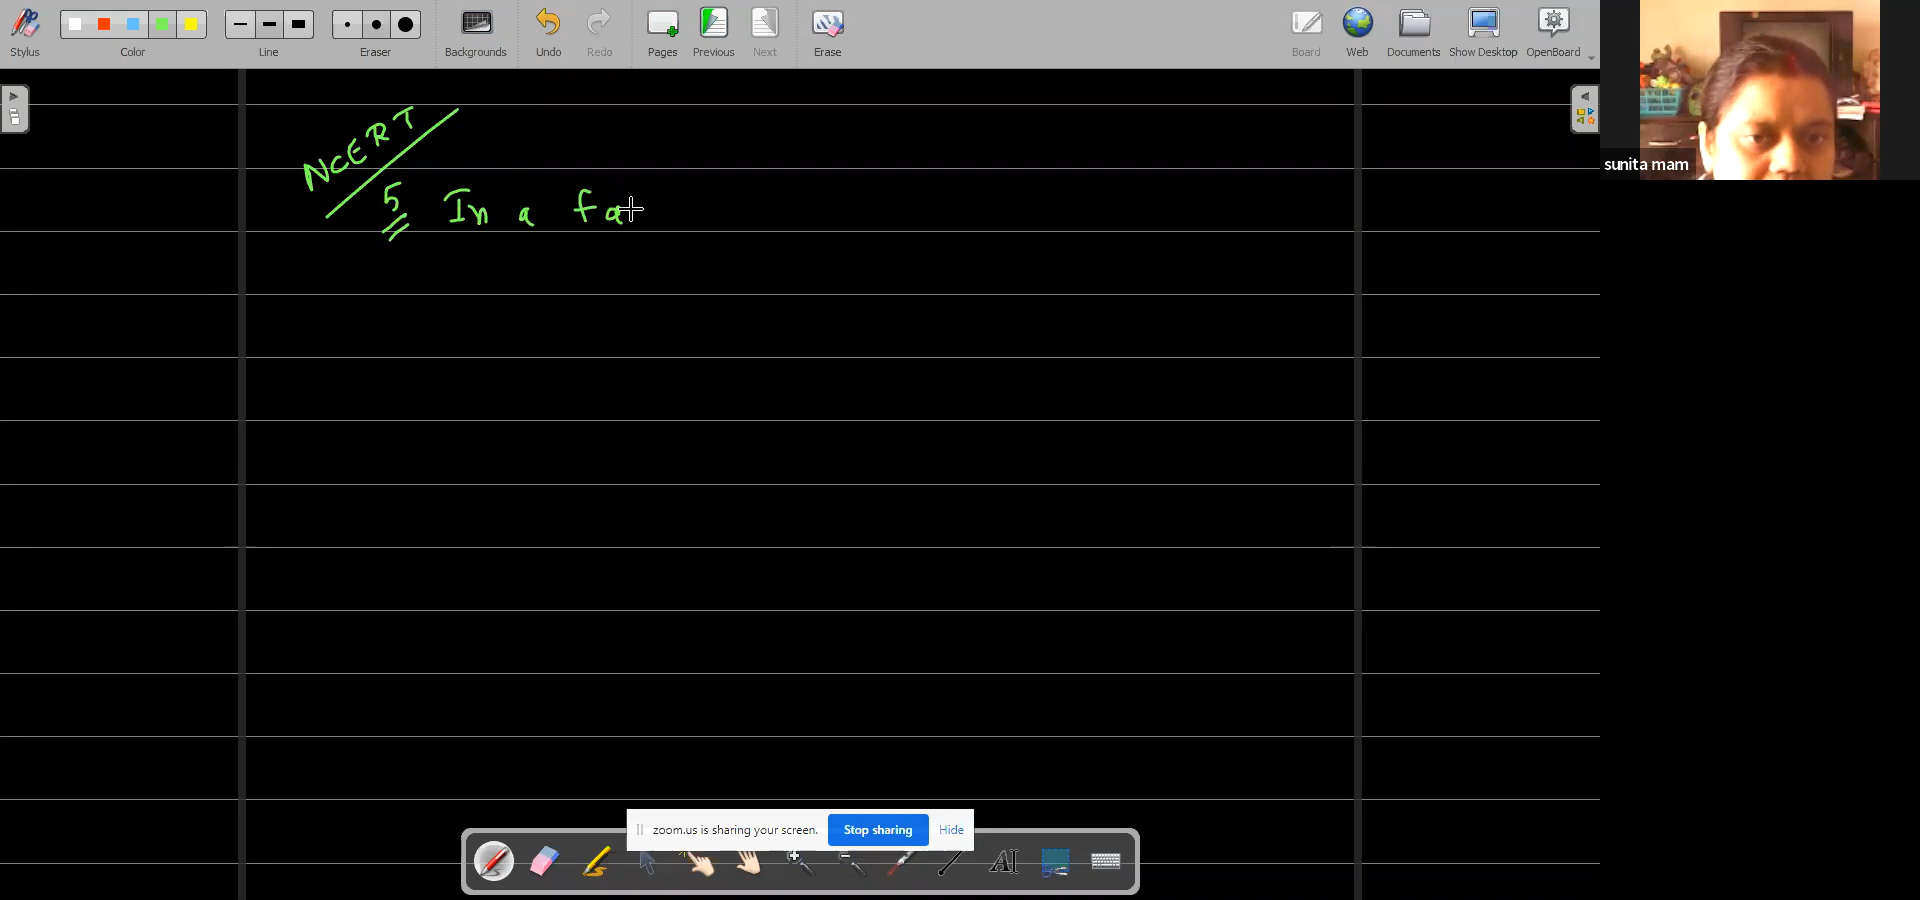 Stylus
Color
Line
Eraser
Backgrounds
Undo
Redo
Pages
Previous
Next
Erase
Board
Web
Documents
Show Desktop
OpenBoard
sunita mam
NCERT
5 In a fa
zoom.us is sharing your screen.
Stop sharing
Hide
AI